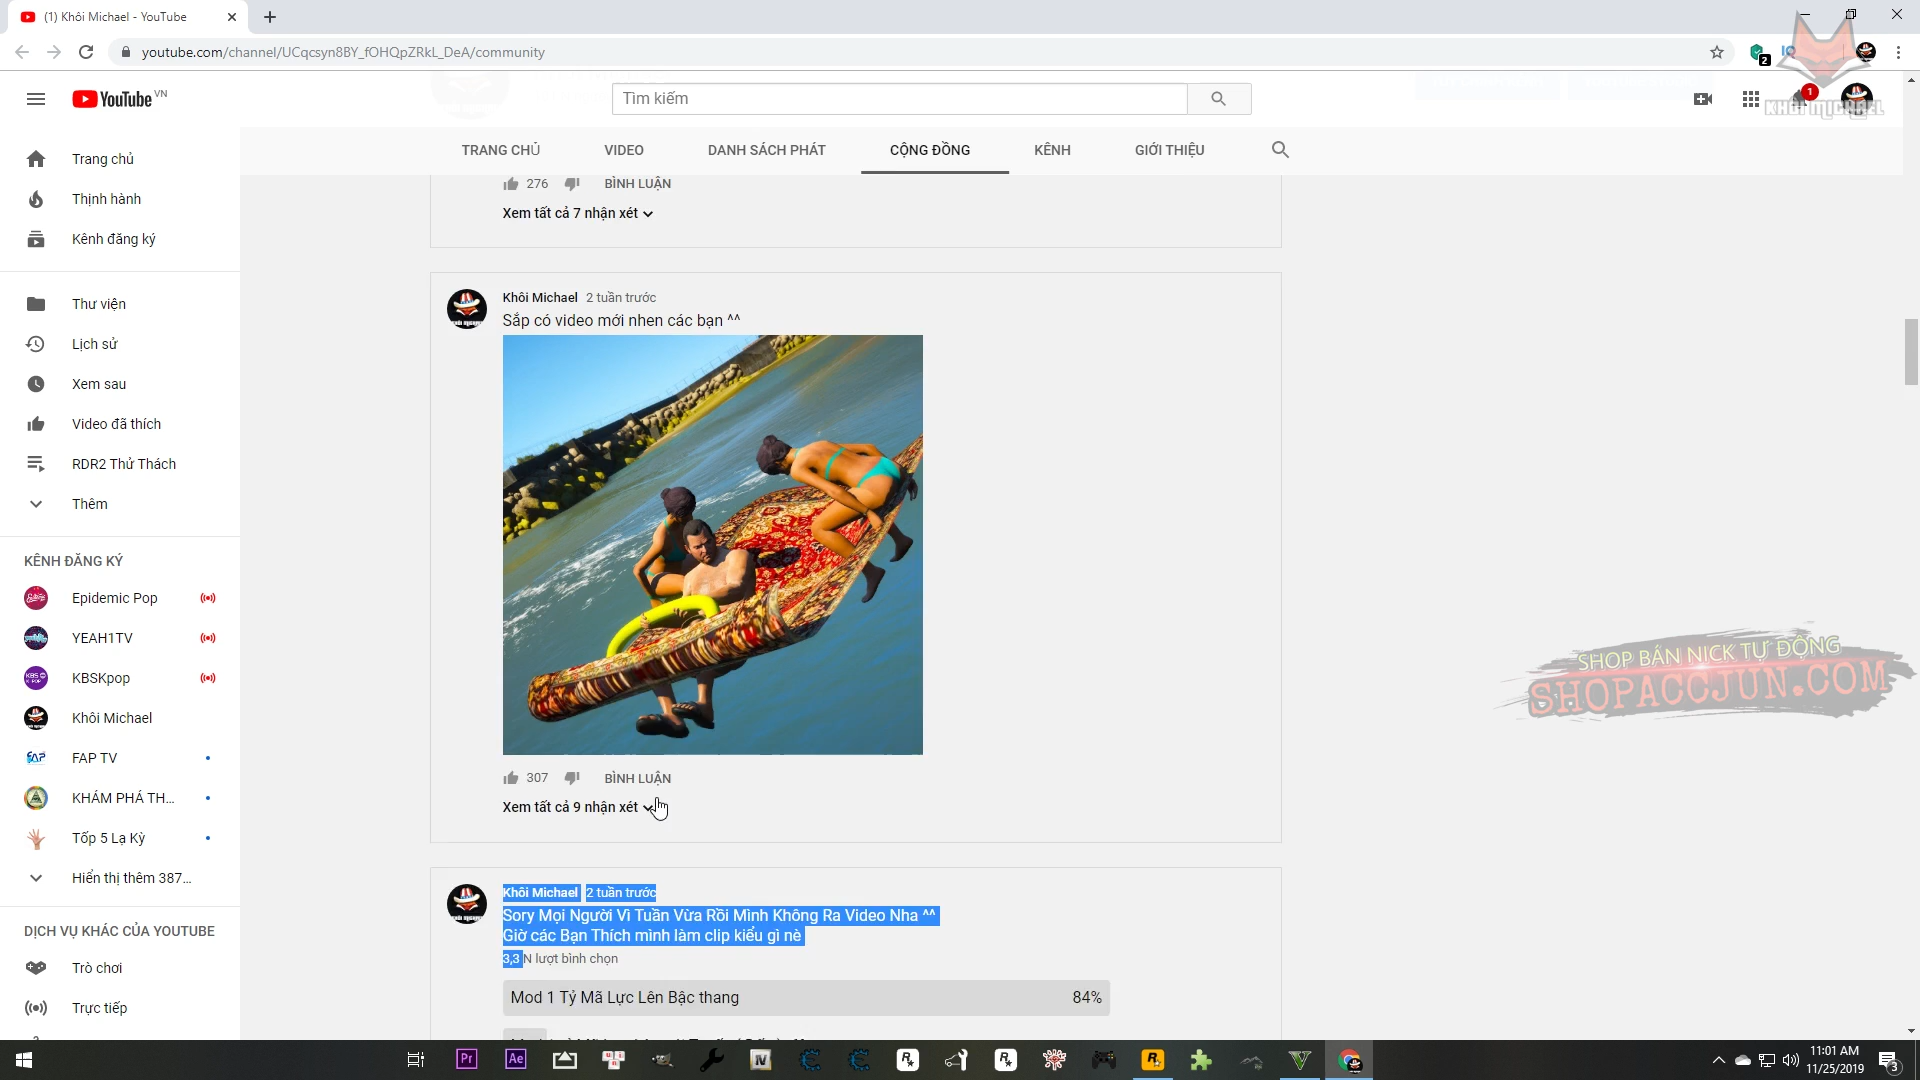 (1) Khôi Michael - YouTube
youtube.com/channel/UCqcsyn8BY_fOHQpZRkL_DeA/community
2
YouTube VN
Tìm kiếm
1
KHÔI MICHAEL
TRANG CHỦ VIDEO DANH SÁCH PHÁT CỘNG ĐỒNG KÊNH GIỚI THIỆU
Trang chủ
Thịnh hành
Kênh đăng ký
Thư viện
Lịch sử
Xem sau
Video đã thích
RDR2 Thử Thách
Thêm
KÊNH ĐĂNG KÝ
Epidemic Pop
YEAH1TV
KBSKpop
Khôi Michael
FAP TV
KHÁM PHÁ TH...
Tốp 5 Lạ Kỳ
Hiển thị thêm 387...
DỊCH VỤ KHÁC CỦA YOUTUBE
Trò chơi
Trực tiếp
276 BÌNH LUẬN
Xem tất cả 7 nhận xét
Khôi Michael 2 tuần trước
Sắp có video mới nhen các bạn ^^
307 BÌNH LUẬN
Xem tất cả 9 nhận xét
Khôi Michael 2 tuần trước
Sory Mọi Người Vì Tuần Vừa Rồi Mình Không Ra Video Nha ^^
Giờ các Bạn Thích mình làm clip kiểu gì nè
3,3 N lượt bình chọn
Mod 1 Tỷ Mã Lực Lên Bậc thang 84%
SHOP BÁN NICK TỰ ĐỘNG
SHOPACCJUN.COM
Pr Ae IV
11:01 AM
11/25/2019
3